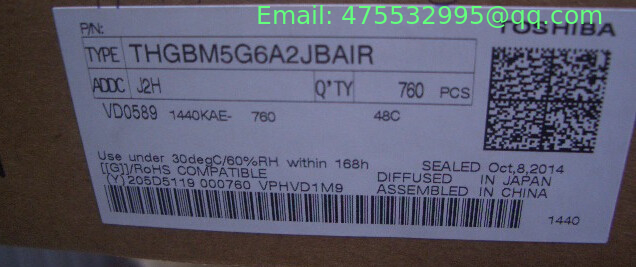 Email: 475532995@qq.com
P/N:
TOSHIBA
TYPE THGBM5G6A2JBAIR
ADDC J2H Q'TY 760 PCS
VD0589 1440KAE- 760 48C
Use under 30degC/60%RH within 168h
SEALED Oct,8,2014
[[G]]/RoHS COMPATIBLE
DIFFUSED IN JAPAN
(Y)205D5119 000760 VPHVD1M9
ASSEMBLED IN CHINA
1440